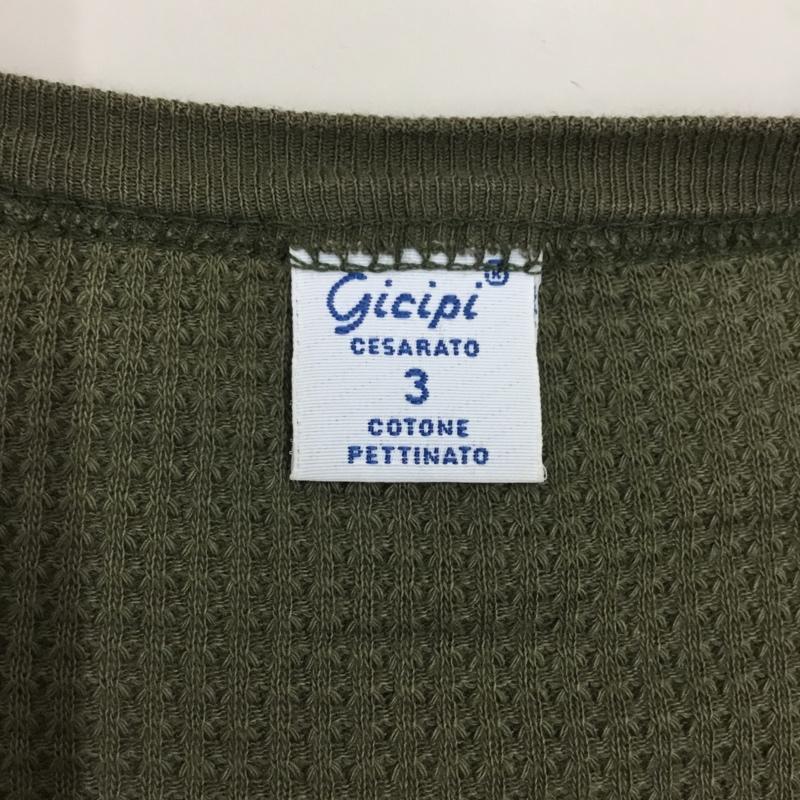 Gicipi®
CESARATO
3
COTONE
PETTINATO